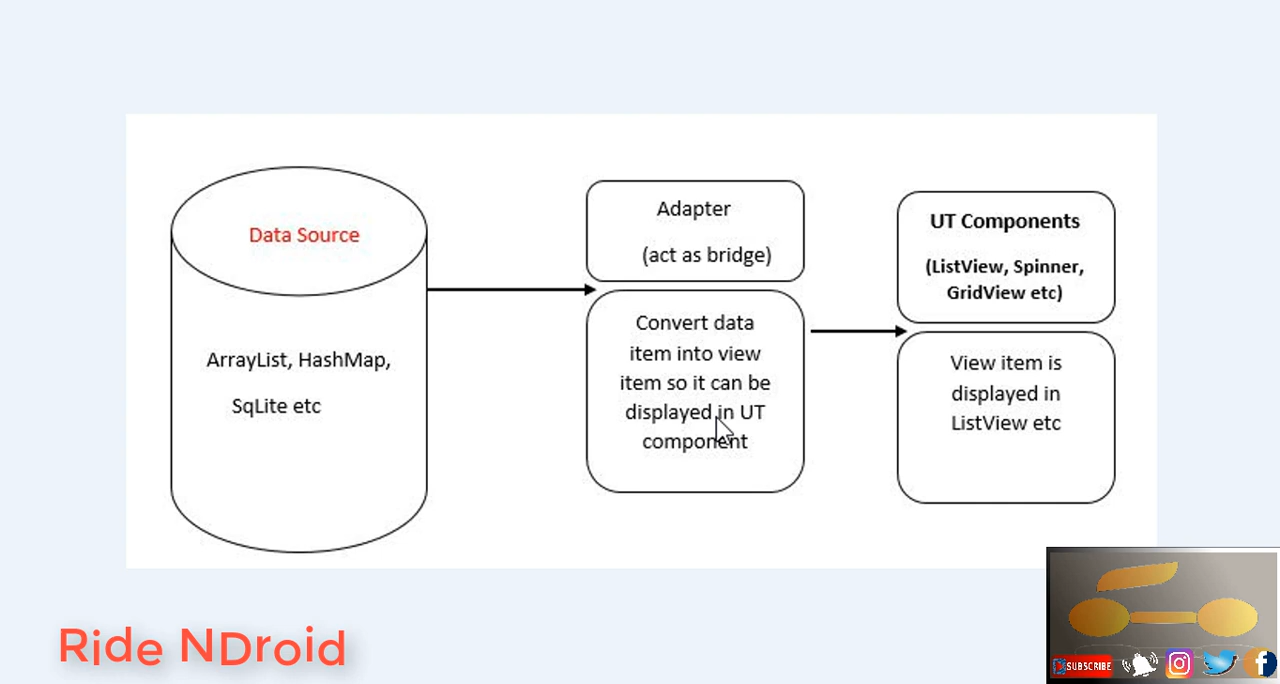 Data Source
ArrayList, HashMap,
SqLite etc
Adapter
(act as bridge)
Convert data
item into view
item so it can be
displayed in UT
component
UT Components
(ListView, Spinner,
GridView etc)
View item is
displayed in
ListView etc
Ride NDroid
SUBSCRIBE